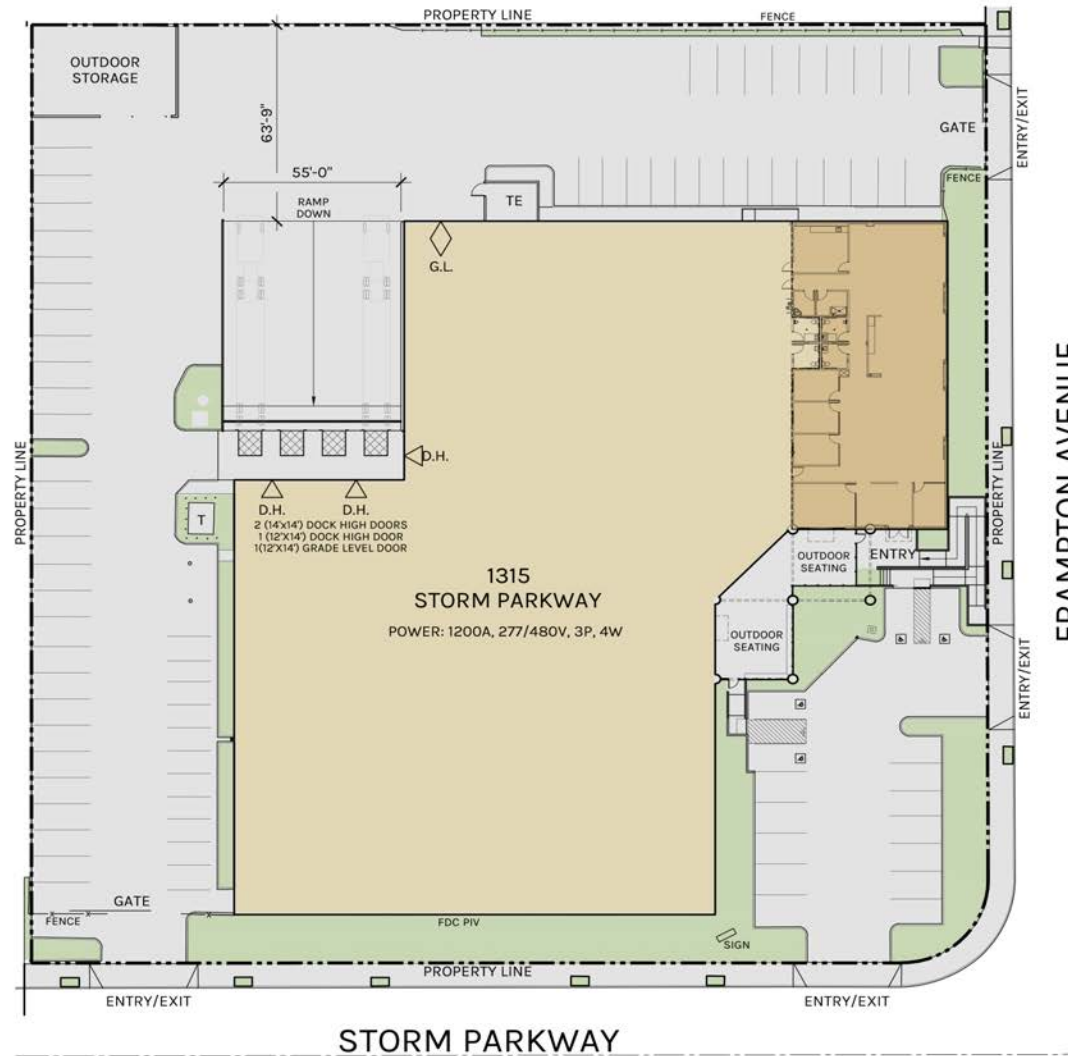 PROPERTY LINE
FENCE
OUTDOOR
STORAGE
63'-9"
55'-0"
RAMP
DOWN
TE
GATE
ENTRY/EXIT
FENCE
G.L.
D.H.
D.H.
D.H.
2 (14'x14') DOCK HIGH DOORS
1 (12'X14') DOCK HIGH DOOR
1(12'X14') GRADE LEVEL DOOR
T
PROPERTY LINE
PROPERTY LINE
FRAMPTON AVENUE
1315
STORM PARKWAY
POWER: 1200A, 277/480V, 3P, 4W
OUTDOOR
SEATING
ENTRY
OUTDOOR
SEATING
ENTRY/EXIT
GATE
FENCE
FDC PIV
SIGN
PROPERTY LINE
ENTRY/EXIT
ENTRY/EXIT
STORM PARKWAY